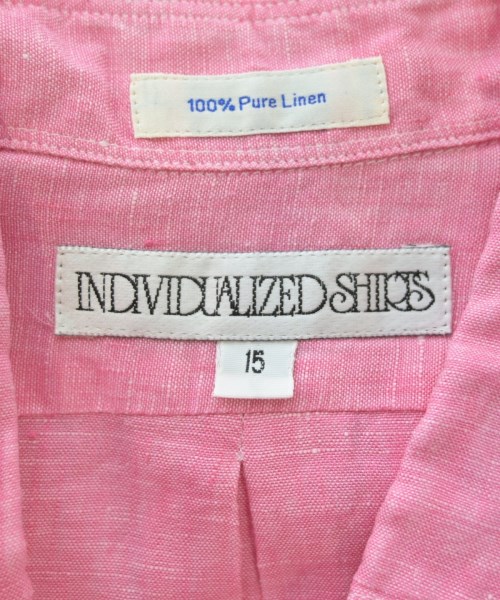 100% Pure Linen
INDIVIDUALIZED SHIRTS
15